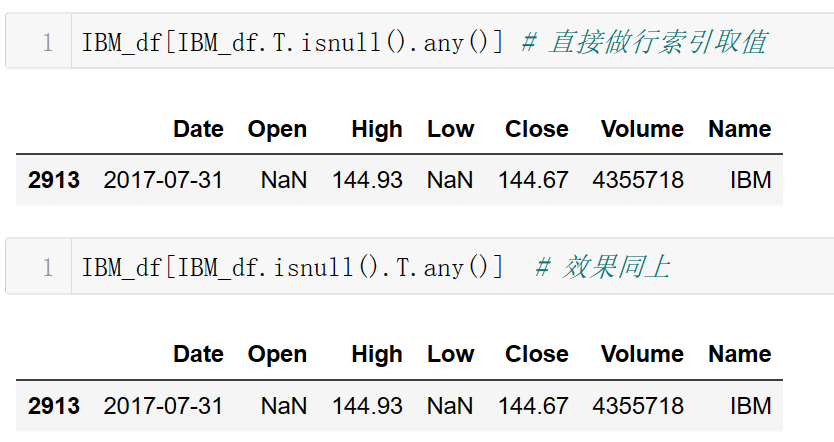 1 IBM_df[IBM_df.T.isnull().any()] # 直接做行索引取值
Date Open High Low Close Volume Name
2913 2017-07-31 NaN 144.93 NaN 144.67 4355718 IBM
1 IBM_df[IBM_df.isnull().T.any()] # 效果同上
Date Open High Low Close Volume Name
2913 2017-07-31 NaN 144.93 NaN 144.67 4355718 IBM